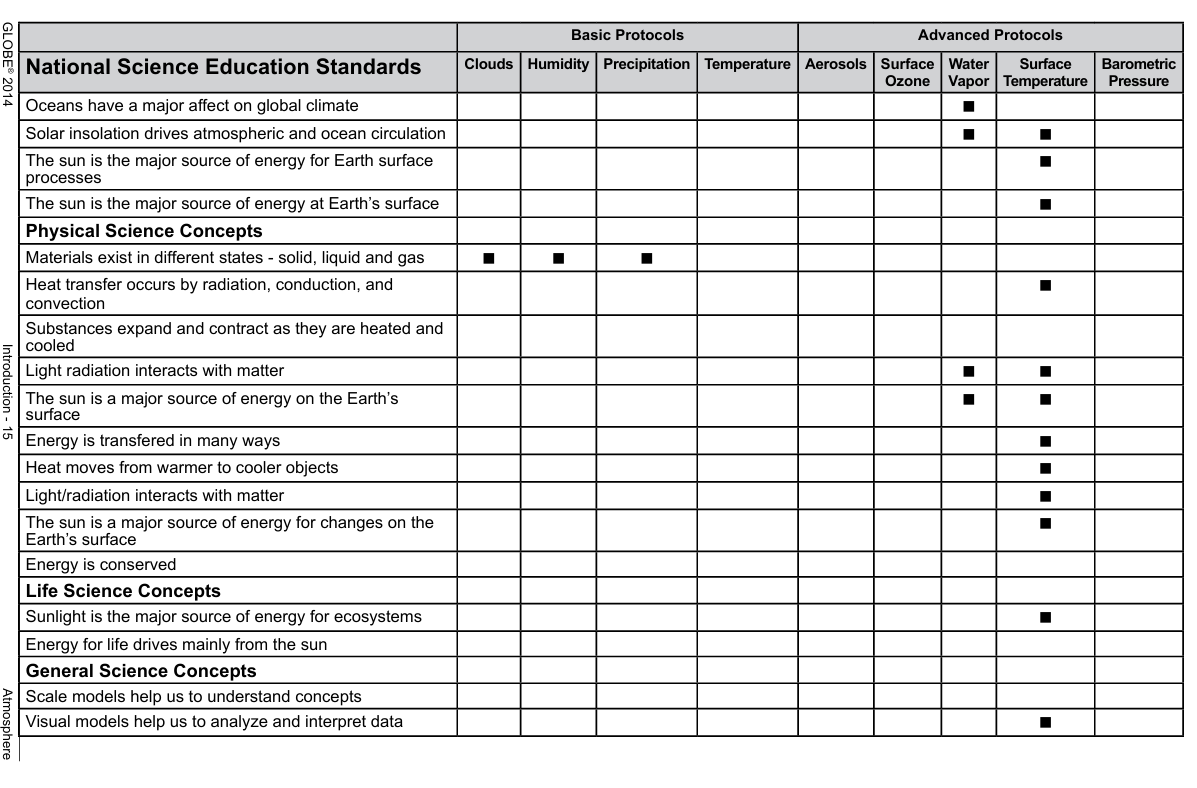 GLOBE® 2014
Introduction - 15
Atmosphere
Basic Protocols
Advanced Protocols
National Science Education Standards
Clouds
Humidity
Precipitation
Temperature
Aerosols
Surface
Ozone
Water
Vapor
Surface
Temperature
Barometric
Pressure
Oceans have a major affect on global climate ■
Solar insolation drives atmospheric and ocean circulation ■ ■
The sun is the major source of energy for Earth surface
processes ■
The sun is the major source of energy at Earth’s surface ■
Physical Science Concepts
Materials exist in different states - solid, liquid and gas ■ ■ ■
Heat transfer occurs by radiation, conduction, and
convection ■
Substances expand and contract as they are heated and
cooled
Light radiation interacts with matter ■ ■
The sun is a major source of energy on the Earth’s
surface ■ ■
Energy is transfered in many ways ■
Heat moves from warmer to cooler objects ■
Light/radiation interacts with matter ■
The sun is a major source of energy for changes on the
Earth’s surface ■
Energy is conserved
Life Science Concepts
Sunlight is the major source of energy for ecosystems ■
Energy for life drives mainly from the sun
General Science Concepts
Scale models help us to understand concepts
Visual models help us to analyze and interpret data ■